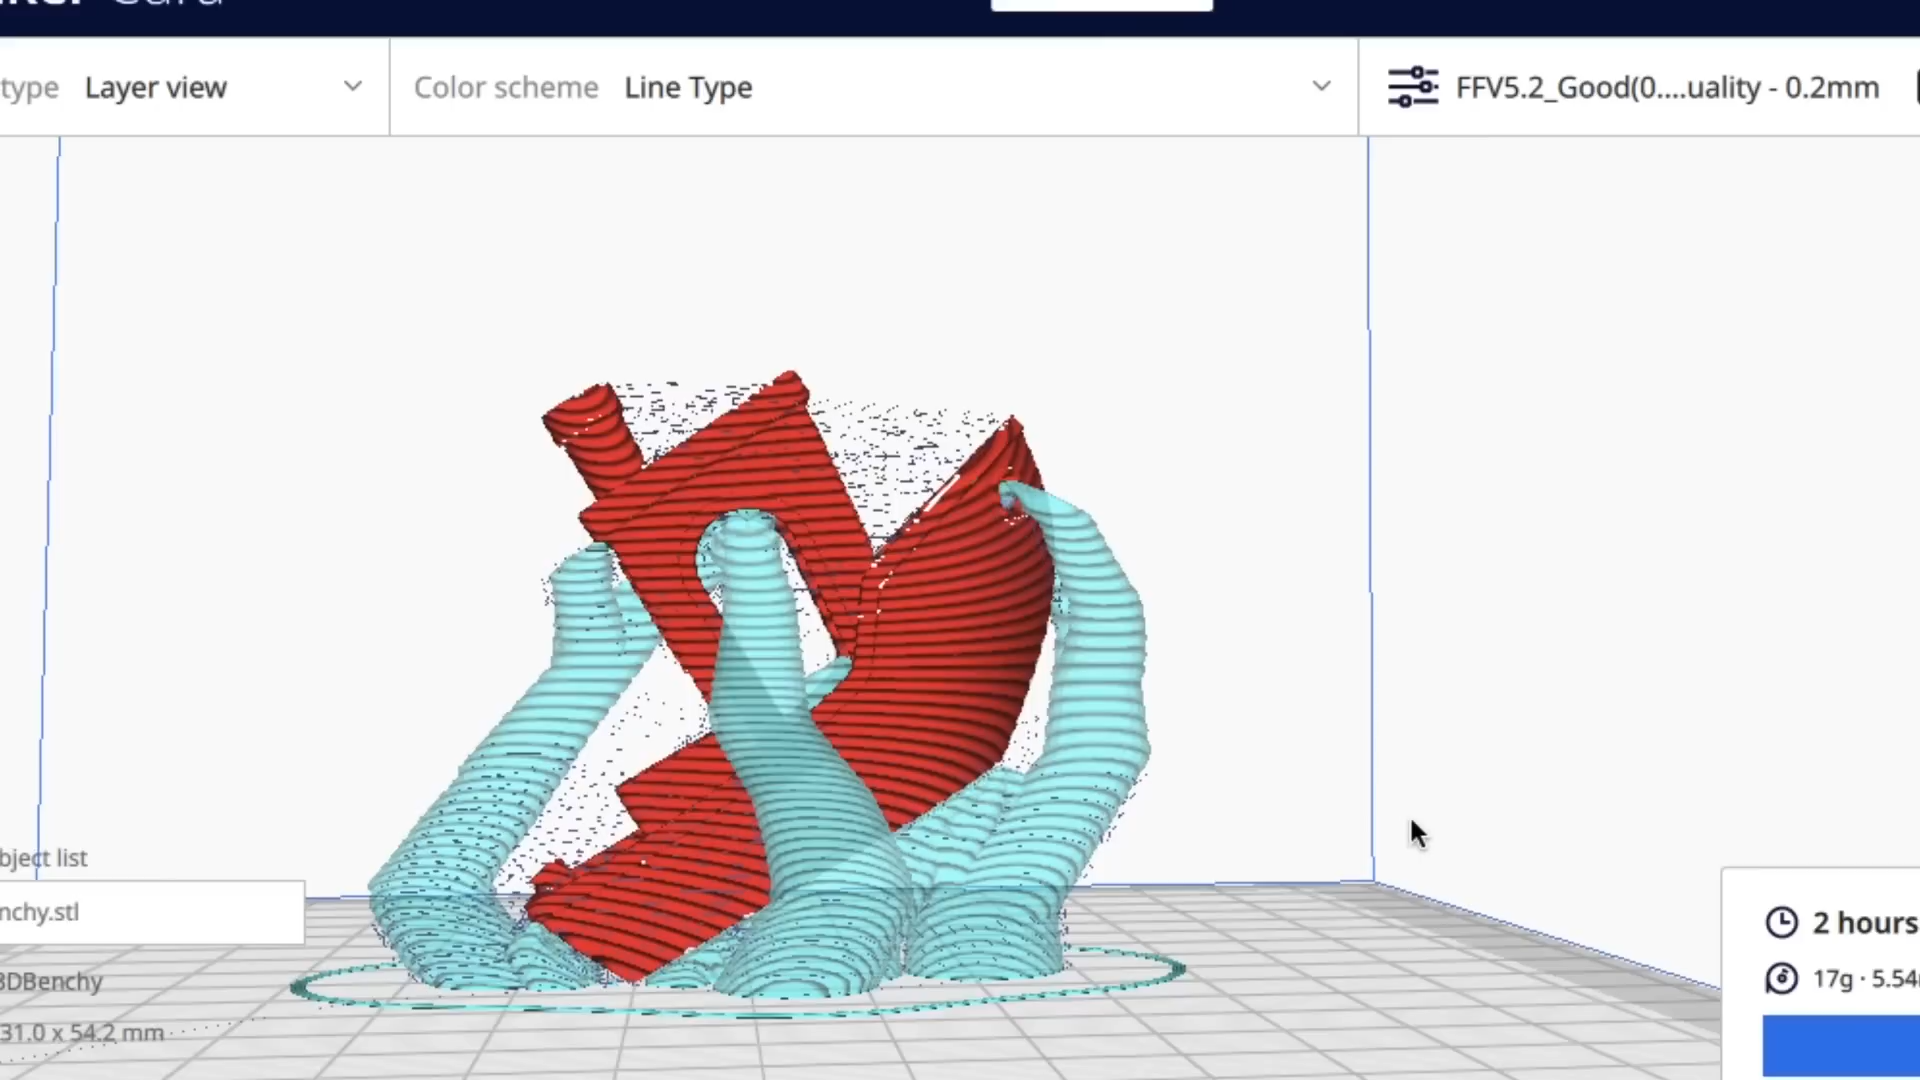 type Layer view
Color scheme Line Type
FFV5.2_Good(0....uality - 0.2mm
bject list
nchy.stl
3DBenchy
31.0 x 54.2 mm
2 hours
17g · 5.54